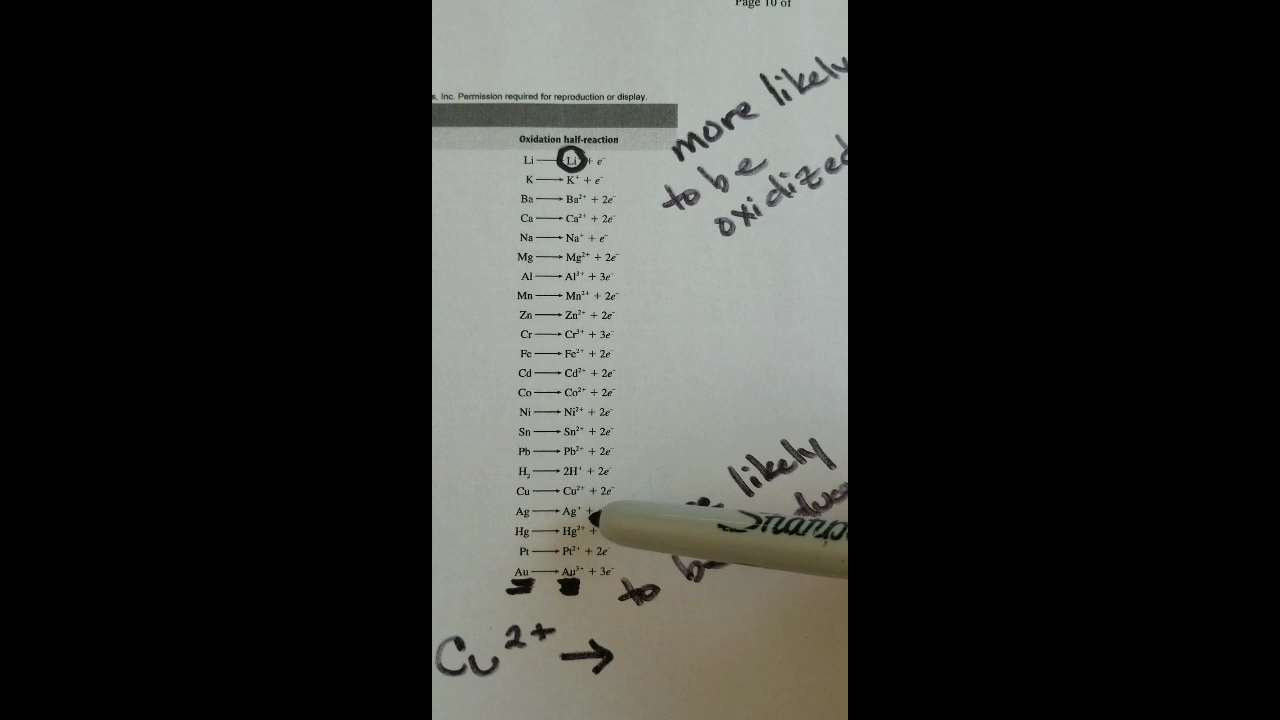 Page 10 of
s, Inc. Permission required for reproduction or display.
Oxidation half-reaction
Li → Li + e⁻
K → K⁺ + e⁻
Ba → Ba²⁺ + 2e⁻
Ca → Ca²⁺ + 2e⁻
Na → Na⁺ + e⁻
Mg → Mg²⁺ + 2e⁻
Al → Al³⁺ + 3e⁻
Mn → Mn²⁺ + 2e⁻
Zn → Zn²⁺ + 2e⁻
Cr → Cr³⁺ + 3e⁻
Fe → Fe²⁺ + 2e⁻
Cd → Cd²⁺ + 2e⁻
Co → Co²⁺ + 2e⁻
Ni → Ni²⁺ + 2e⁻
Sn → Sn²⁺ + 2e⁻
Pb → Pb²⁺ + 2e⁻
H₂ → 2H⁺ + 2e⁻
Cu → Cu²⁺ + 2e⁻
Ag → Ag⁺ +
Hg → Hg²⁺ +
Pt → Pt²⁺ + 2e⁻
Au → Au³⁺ + 3e⁻
more likely
to be
oxidized
likely
to be
Sharp
Cu²⁺ →